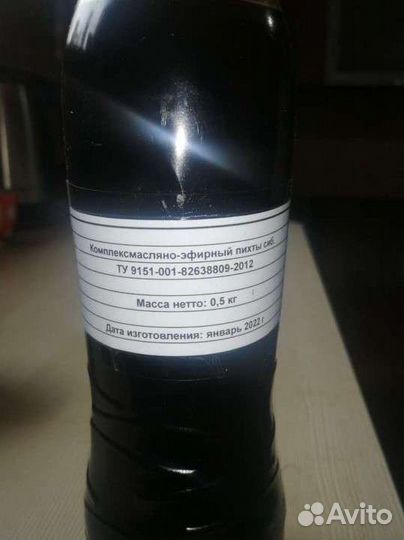 Комплексмасляно-эфирный пихты сиб.
ТУ 9151-001-82638809-2012
Масса нетто: 0,5 кг
Дата изготовления: январь 2022 г
Avito